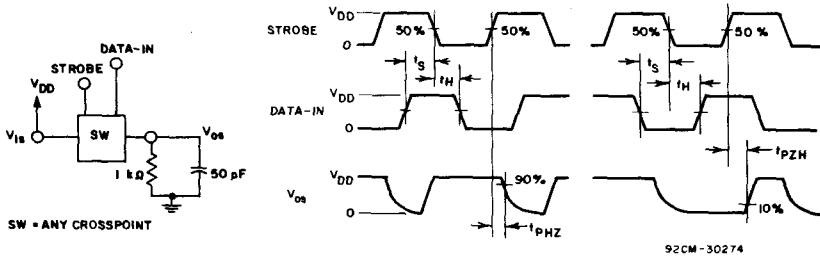 DATA-IN
STROBE
VDD
Vis
SW
Vos
1 kΩ
50 pF
SW = ANY CROSSPOINT
STROBE
VDD
0
50%
50%
tS
tH
DATA-IN
VDD
0
Vos
VDD
0
90%
tPHZ
50%
50%
tS
tH
tPZH
10%
92CM-30274